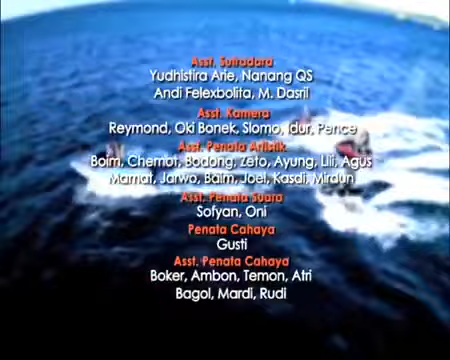 Asst. Sutradara
Yudhistira Arie, Nanang QS
Andi Felexbolita, M. Dasril
Asst. Kamera
Reymond, Oki Bonek, Slomo, Idur, Pence
Asst. Penata Artistik
Boim, Chemot, Bodong, Zeto, Ayung, Lili, Agus
Mamat, Jarwo, Baim, Joel, Kasdi, Mirdun
Asst. Penata Suara
Sofyan, Oni
Penata Cahaya
Gusti
Asst. Penata Cahaya
Boker, Ambon, Temon, Atri
Bagol, Mardi, Rudi